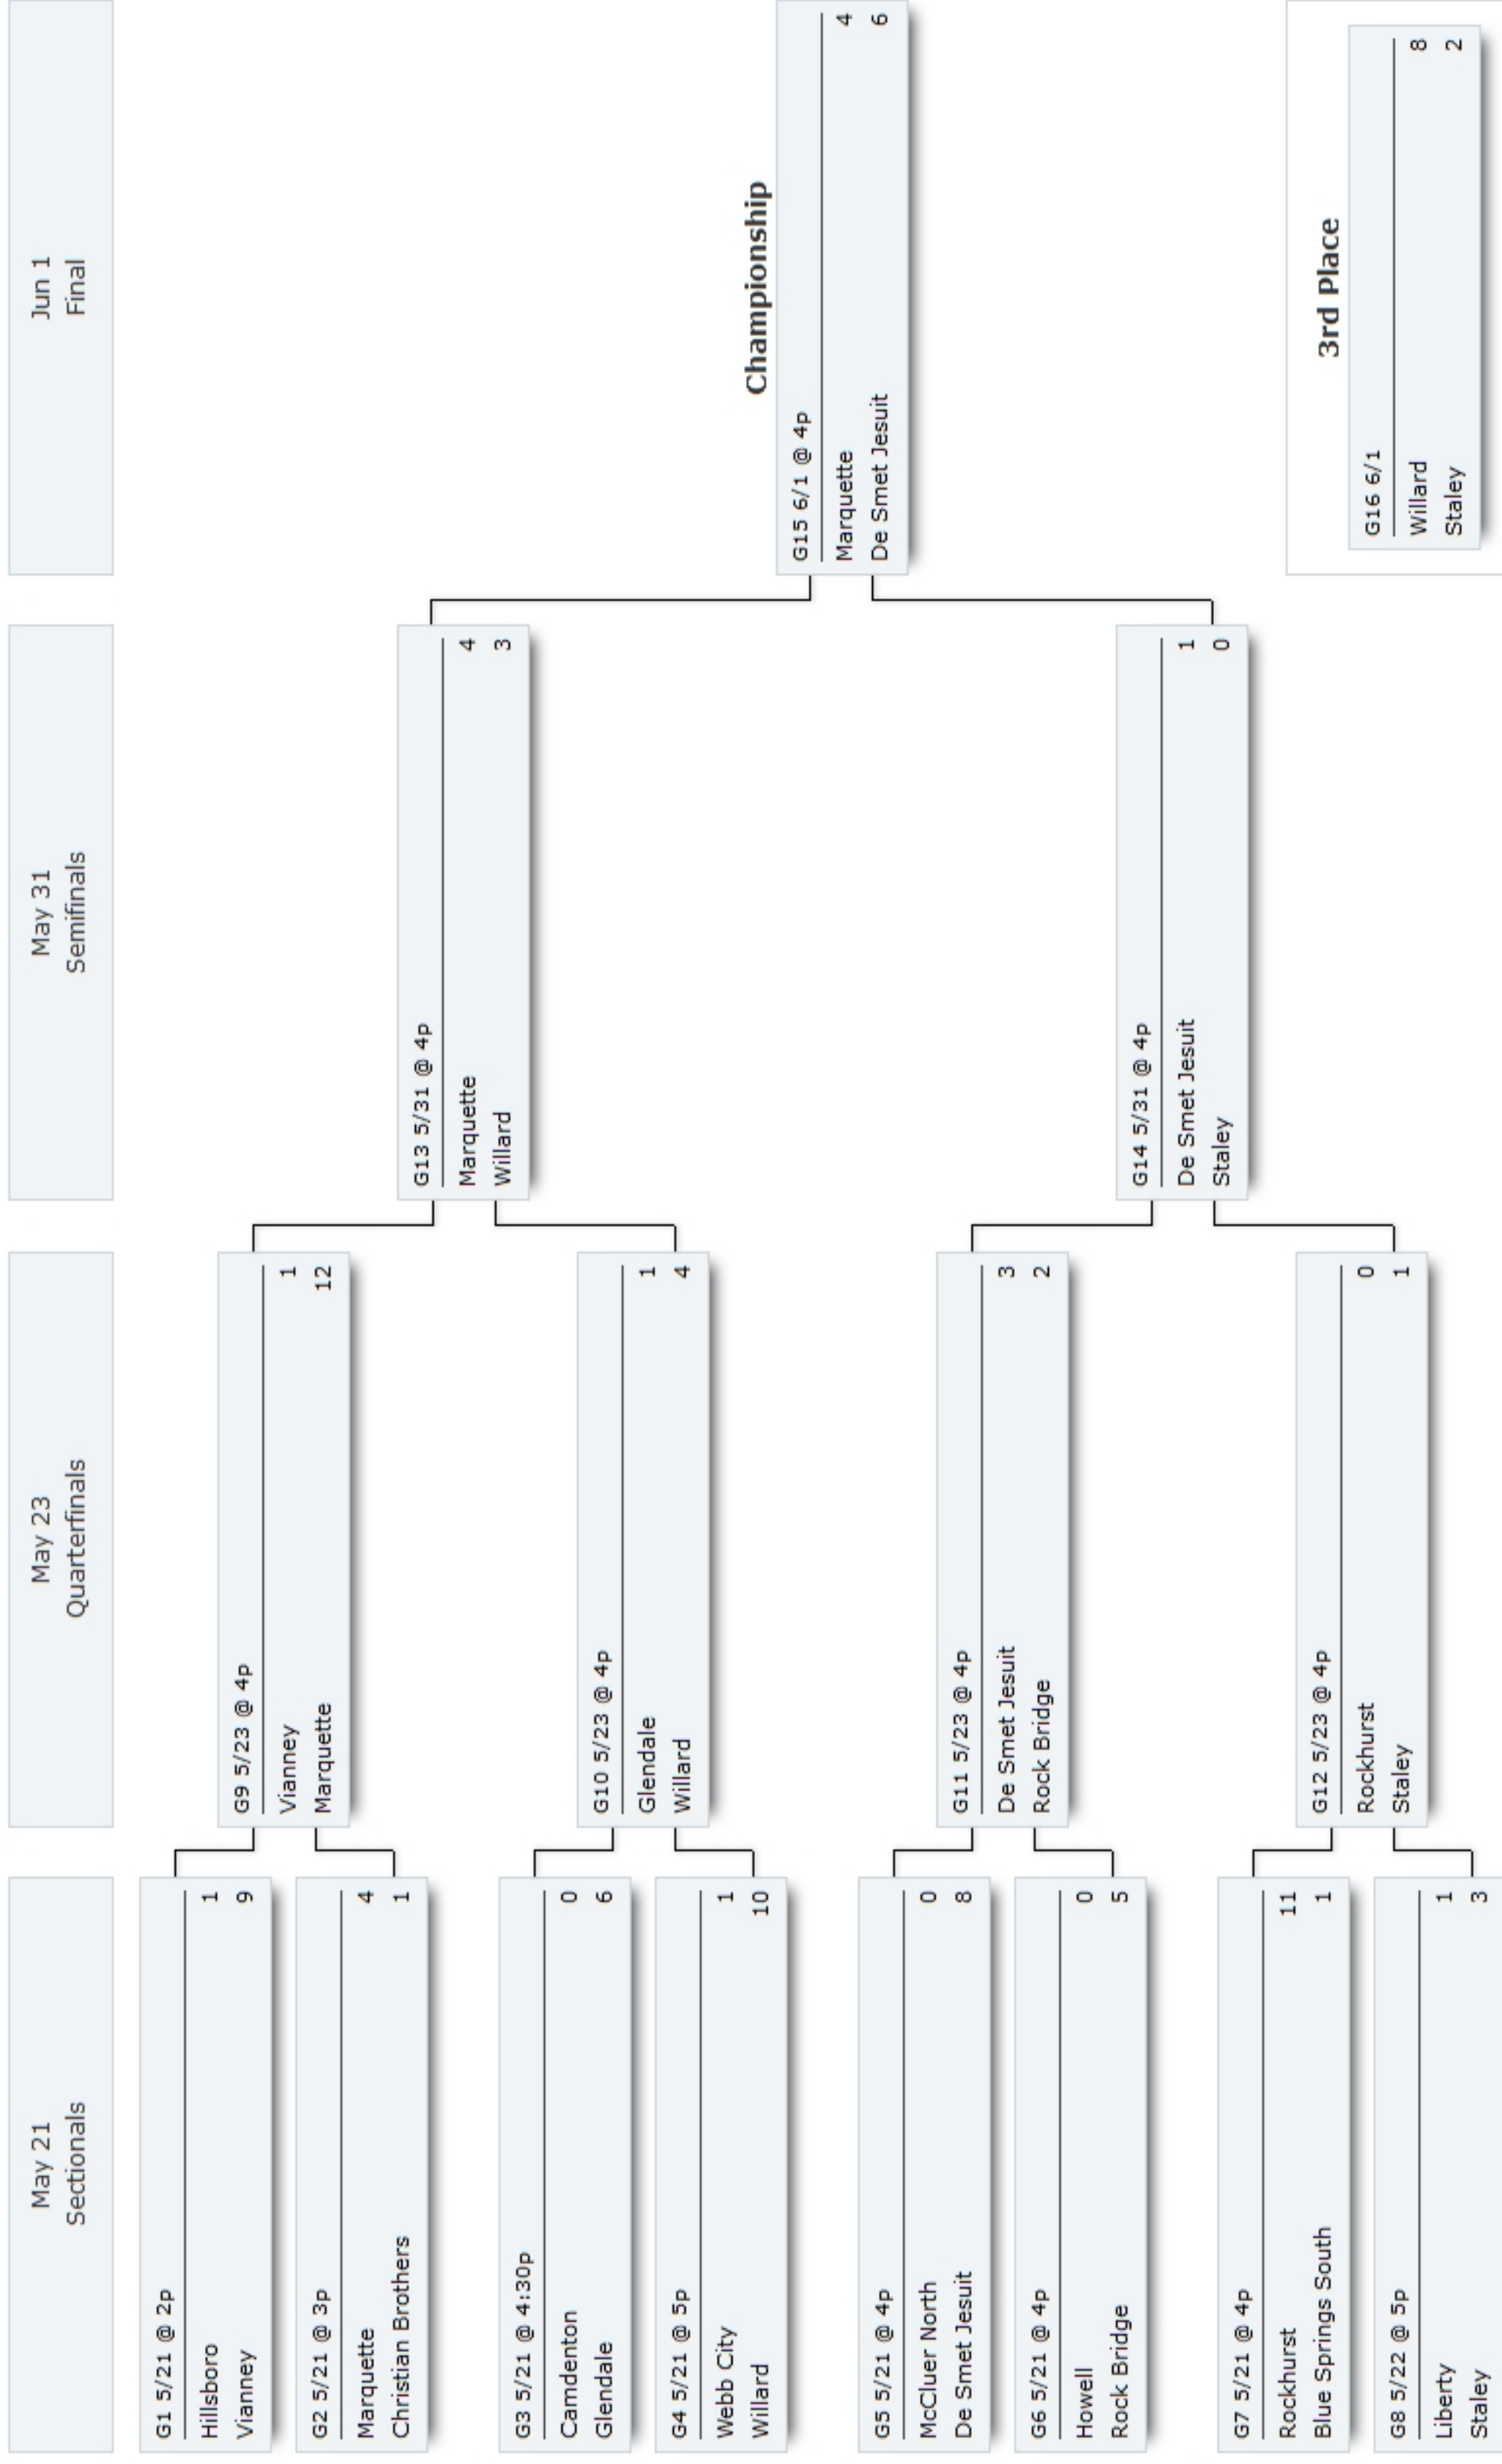 May 21
Sectionals
May 23
Quarterfinals
May 31
Semifinals
Jun 1
Final
G1 5/21 @ 2p
Hillsboro 1
Vianney 9
G2 5/21 @ 3p
Marquette 4
Christian Brothers 1
G3 5/21 @ 4:30p
Camdenton 0
Glendale 6
G4 5/21 @ 5p
Webb City 1
Willard 10
G5 5/21 @ 4p
McCluer North 0
De Smet Jesuit 8
G6 5/21 @ 4p
Howell 0
Rock Bridge 5
G7 5/21 @ 4p
Rockhurst 11
Blue Springs South 1
G8 5/22 @ 5p
Liberty 1
Staley 3
G9 5/23 @ 4p
Vianney 1
Marquette 12
G10 5/23 @ 4p
Glendale 1
Willard 4
G11 5/23 @ 4p
De Smet Jesuit 3
Rock Bridge 2
G12 5/23 @ 4p
Rockhurst 0
Staley 1
G13 5/31 @ 4p
Marquette 4
Willard 3
G14 5/31 @ 4p
De Smet Jesuit 1
Staley 0
Championship
G15 6/1 @ 4p
Marquette 4
De Smet Jesuit 6
3rd Place
G16 6/1
Willard 8
Staley 2